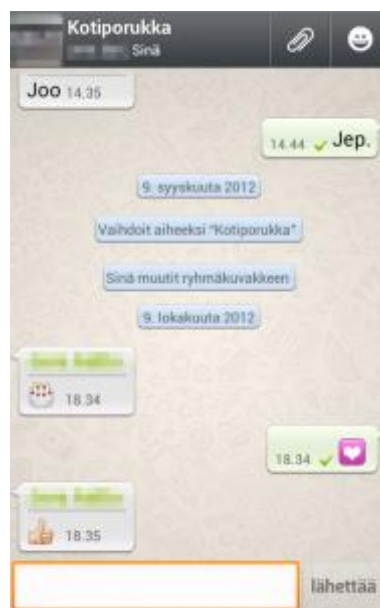 Kotiporukka
Sinä
Joo 14.35
14.44 Jep.
9. syyskuuta 2012
Vaihdoit aiheeksi "Kotiporukka"
Sinä muutit ryhmäkuvakkeen
9. lokakuuta 2012
18.34
18.34
18.35
lähettää